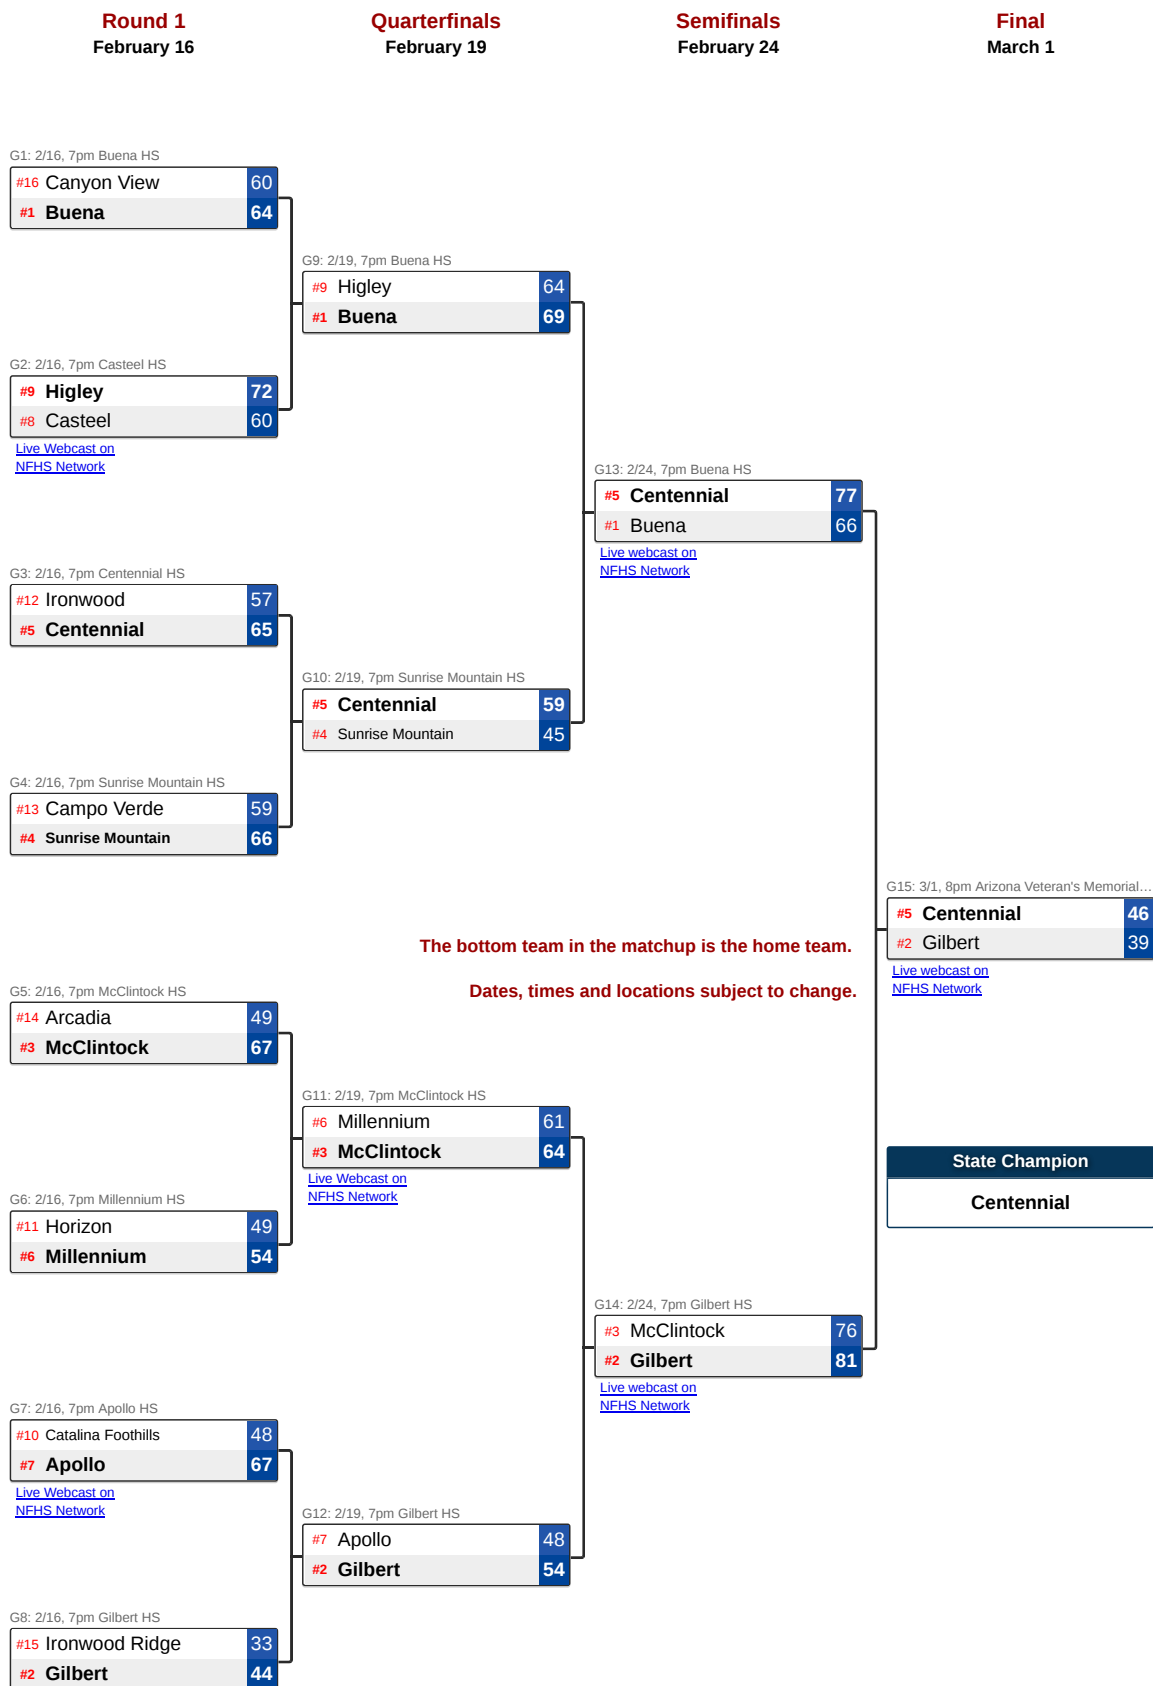 Round 1
February 16
Quarterfinals
February 19
Semifinals
February 24
Final
March 1
G1: 2/16, 7pm Buena HS
#16 Canyon View 60
#1 Buena 64
G9: 2/19, 7pm Buena HS
#9 Higley 64
#1 Buena 69
G2: 2/16, 7pm Casteel HS
#9 Higley 72
#8 Casteel 60
Live Webcast on
NFHS Network
G13: 2/24, 7pm Buena HS
#5 Centennial 77
#1 Buena 66
Live webcast on
NFHS Network
G3: 2/16, 7pm Centennial HS
#12 Ironwood 57
#5 Centennial 65
G10: 2/19, 7pm Sunrise Mountain HS
#5 Centennial 59
#4 Sunrise Mountain 45
G4: 2/16, 7pm Sunrise Mountain HS
#13 Campo Verde 59
#4 Sunrise Mountain 66
G15: 3/1, 8pm Arizona Veteran's Memorial...
#5 Centennial 46
#2 Gilbert 39
Live webcast on
NFHS Network
The bottom team in the matchup is the home team.
Dates, times and locations subject to change.
G5: 2/16, 7pm McClintock HS
#14 Arcadia 49
#3 McClintock 67
G11: 2/19, 7pm McClintock HS
#6 Millennium 61
#3 McClintock 64
Live Webcast on
NFHS Network
State Champion
Centennial
G6: 2/16, 7pm Millennium HS
#11 Horizon 49
#6 Millennium 54
G14: 2/24, 7pm Gilbert HS
#3 McClintock 76
#2 Gilbert 81
Live webcast on
NFHS Network
G7: 2/16, 7pm Apollo HS
#10 Catalina Foothills 48
#7 Apollo 67
Live Webcast on
NFHS Network
G12: 2/19, 7pm Gilbert HS
#7 Apollo 48
#2 Gilbert 54
G8: 2/16, 7pm Gilbert HS
#15 Ironwood Ridge 33
#2 Gilbert 44